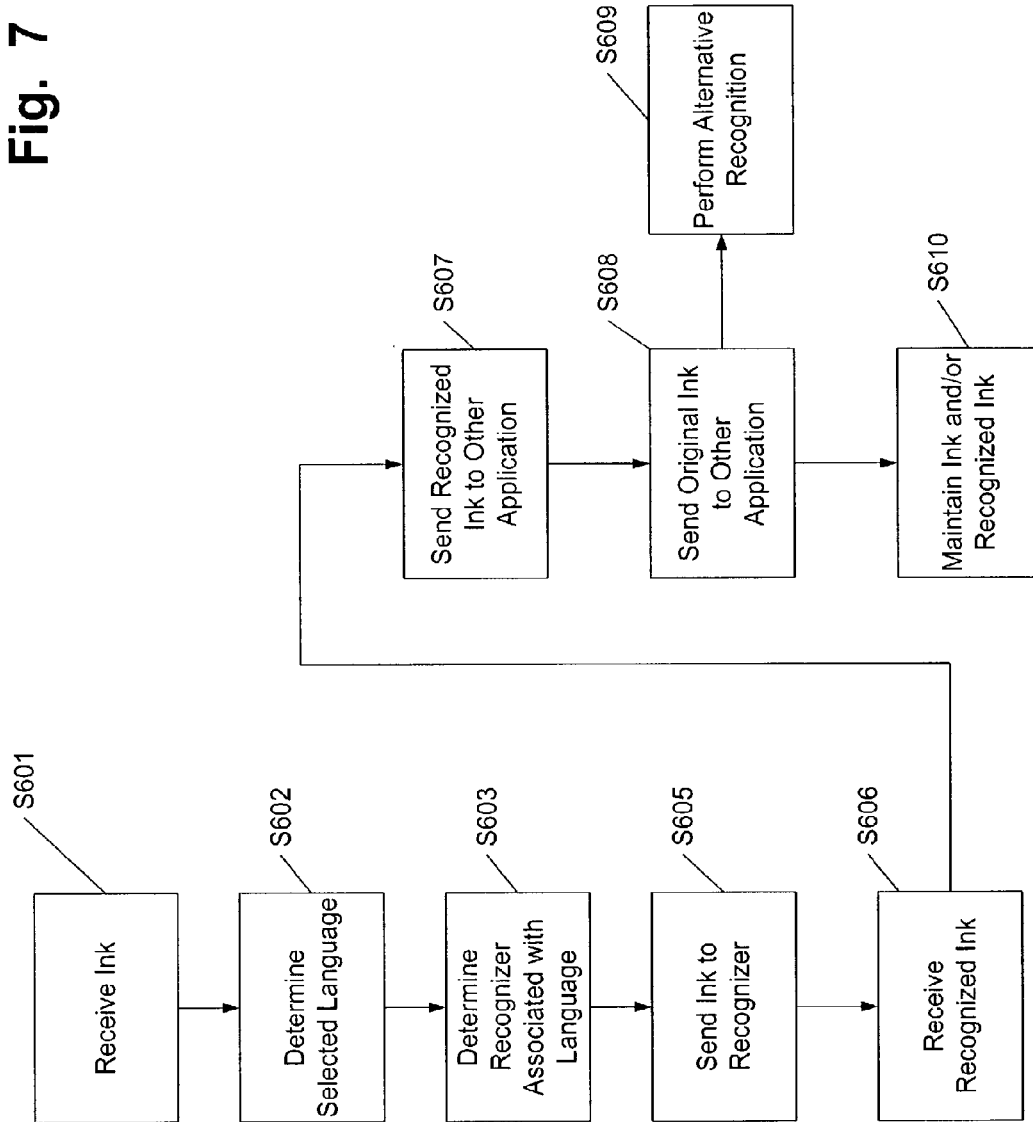 Fig. 7
S601
Receive Ink
S602
Determine
Selected Language
S603
Determine
Recognizer
Associated with
Language
S605
Send Ink to
Recognizer
S606
Receive
Recognized Ink
S607
Send Recognized
Ink to Other
Application
S608
Send Original Ink
to Other
Application
S609
Perform Alternative
Recognition
S610
Maintain Ink and/or
Recognized Ink